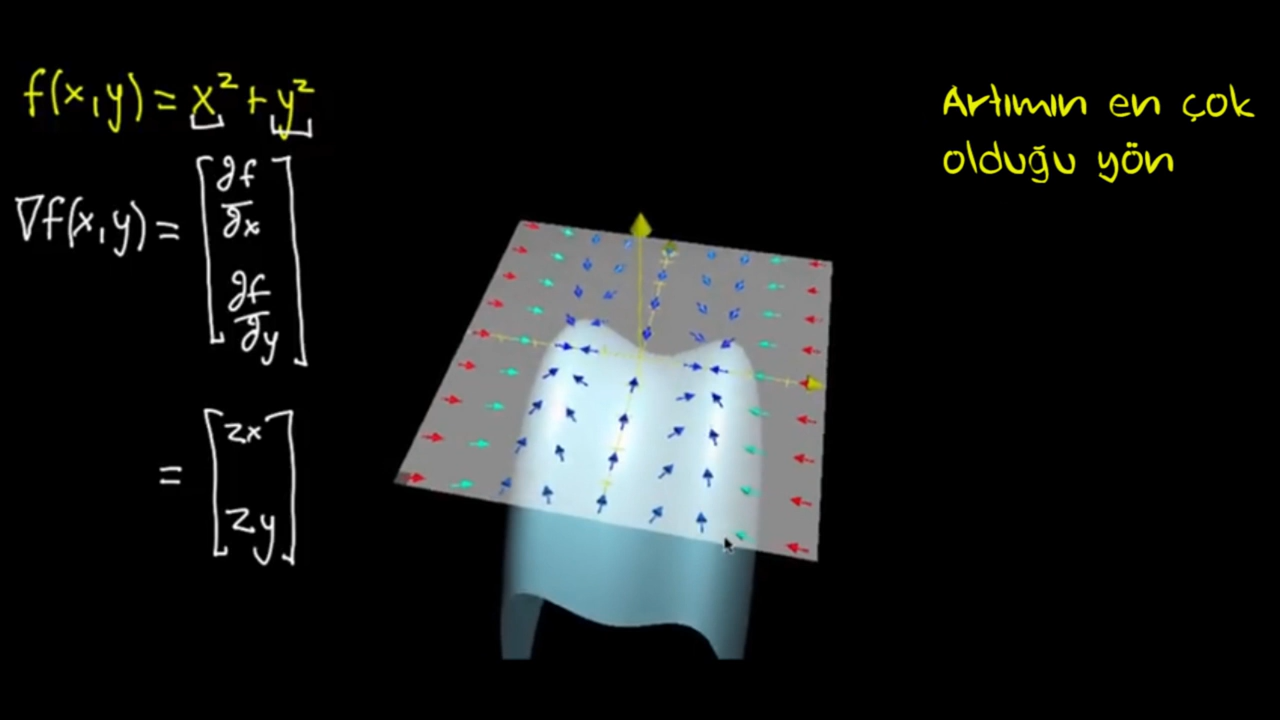 f(x,y) = x² + y²
∇f(x,y) = [ ∂f/∂x
∂f/∂y ]
= [ 2x
2y ]
Artımın en çok
olduğu yön